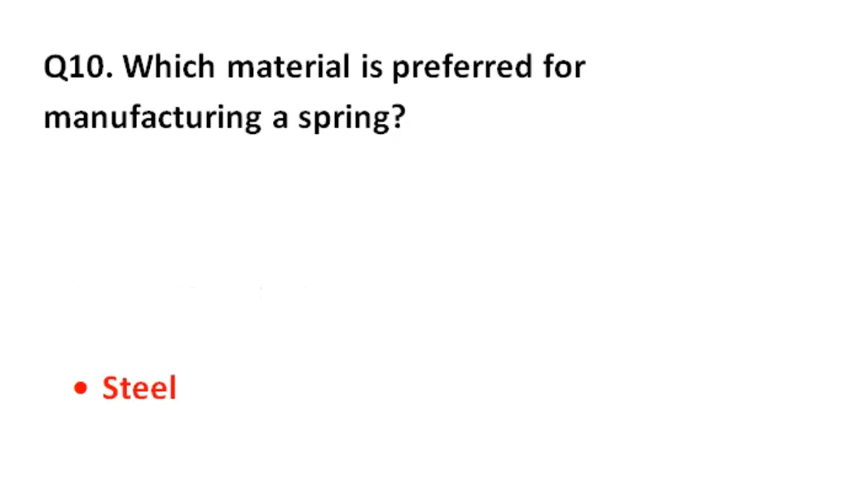 Q10. Which material is preferred for
manufacturing a spring?
• Steel